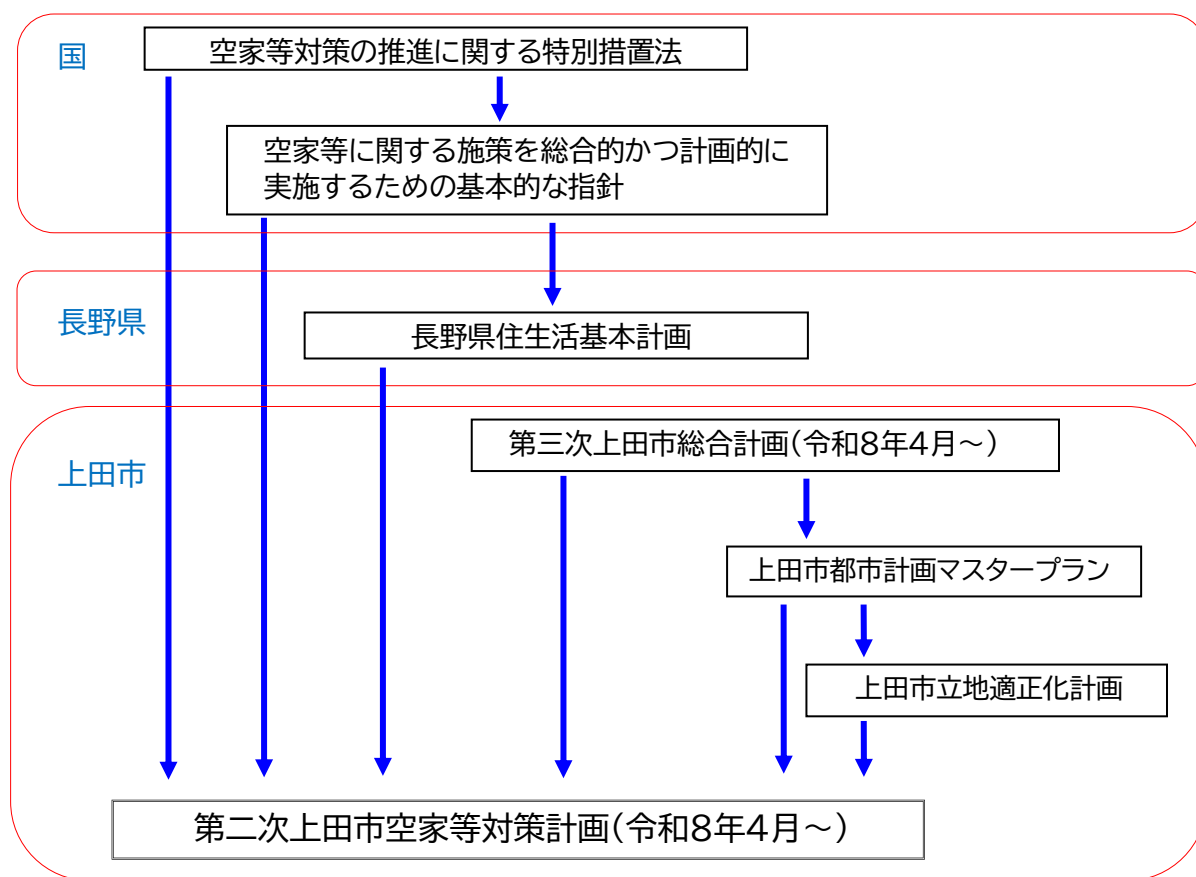 国
空家等対策の推進に関する特別措置法
空家等に関する施策を総合的かつ計画的に
実施するための基本的な指針
長野県
長野県住生活基本計画
上田市
第三次上田市総合計画(令和8年4月～)
上田市都市計画マスタープラン
上田市立地適正化計画
第二次上田市空家等対策計画(令和8年4月～)